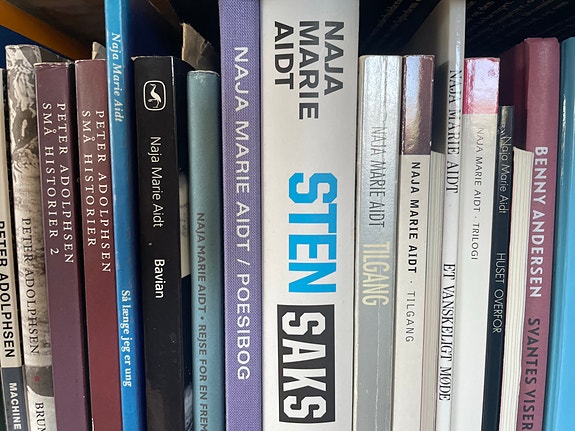 PETER ADOLPHSEN
MACHINE
PETER ADOLPHSEN
BRUM
PETER ADOLPHSEN
SMÅ HISTORIER 2
PETER ADOLPHSEN
SMÅ HISTORIER
Naja Marie Aidt
Så længe jeg er ung
Naja Marie Aidt
Bavian
NAJA MARIE AIDT • REJSE FOR EN FREM
NAJA MARIE AIDT / POESIBOG
NAJA
MARIE
AIDT
STEN
SAKS
NAJA MARIE AIDT
TILGANG
NAJA MARIE AIDT · TILGANG
NAJA MARIE AIDT
ET VANSKELIGT MØDE
NAJA MARIE AIDT · TRILOGI
Naja Marie Aidt
HUSET OVERFOR
BENNY ANDERSEN
SVANTES VISER